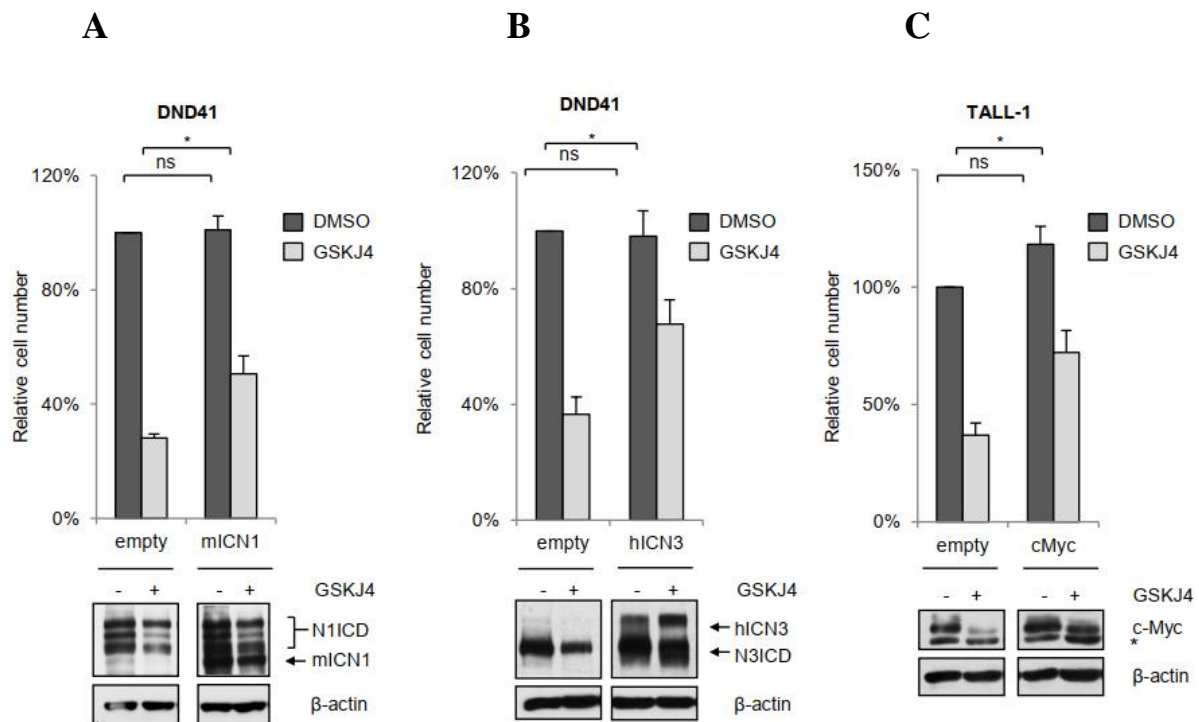 A
DND41
*
ns
120%
80%
40%
0%
Relative cell number
DMSO
GSKJ4
empty mICN1
- + - + GSKJ4
N1ICD
mICN1
β-actin
B
DND41
*
ns
120%
80%
40%
0%
Relative cell number
DMSO
GSKJ4
empty hICN3
- + - + GSKJ4
hICN3
N3ICD
β-actin
C
TALL-1
*
ns
150%
100%
50%
0%
Relative cell number
DMSO
GSKJ4
empty cMyc
- + - + GSKJ4
c-Myc
*
β-actin